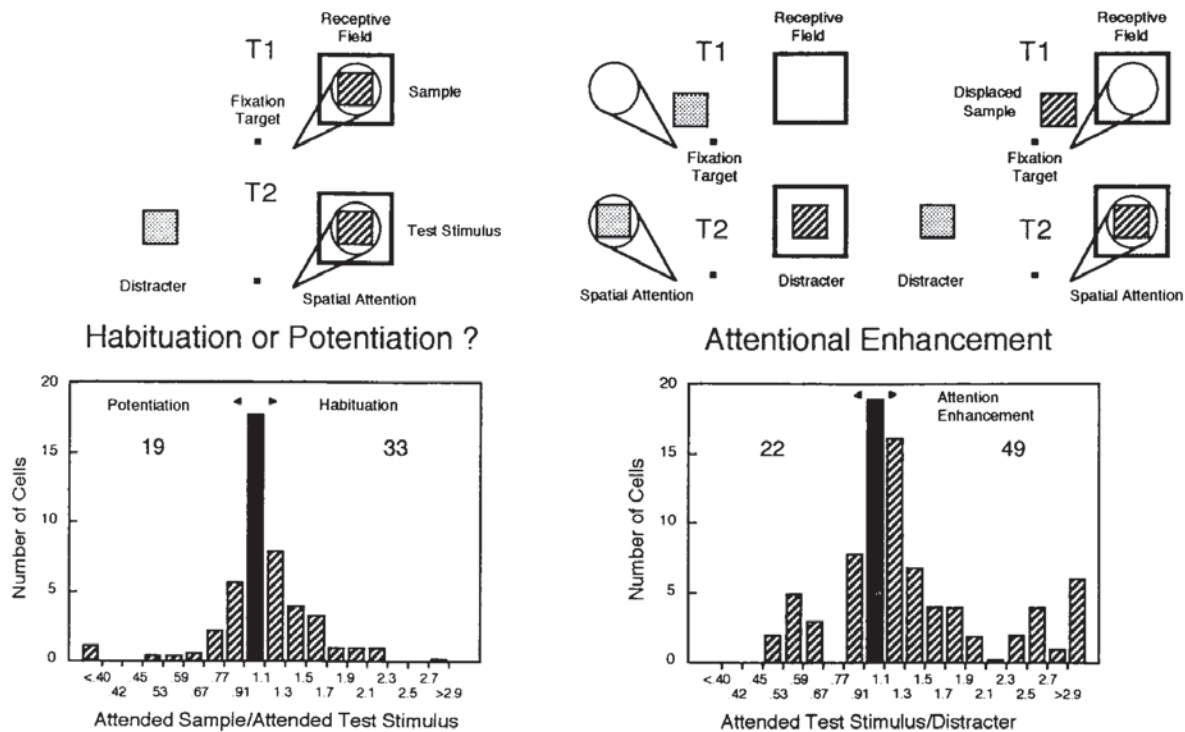 Receptive
Field
T1
Fixation
Target
Sample
T2
Test Stimulus
Distracter
Spatial Attention
Habituation or Potentiation ?
20
15
10
5
0
Number of Cells
Potentiation
Habituation
19
33
<.40 .45 .59 .77 1.1 1.5 1.9 2.3 2.7
.42 .53 .67 .91 1.3 1.7 2.1 2.5 >2.9
Attended Sample/Attended Test Stimulus
Receptive
Field
T1
Fixation
Target
T2
Spatial Attention
Distracter
Receptive
Field
T1
Displaced
Sample
Fixation
Target
T2
Distracter
Spatial Attention
Attentional Enhancement
20
15
10
5
0
Number of Cells
Attention
Enhancement
22
49
<.40 .45 .59 .77 1.1 1.5 1.9 2.3 2.7
.42 .53 .67 .91 1.3 1.7 2.1 2.5 >2.9
Attended Test Stimulus/Distracter